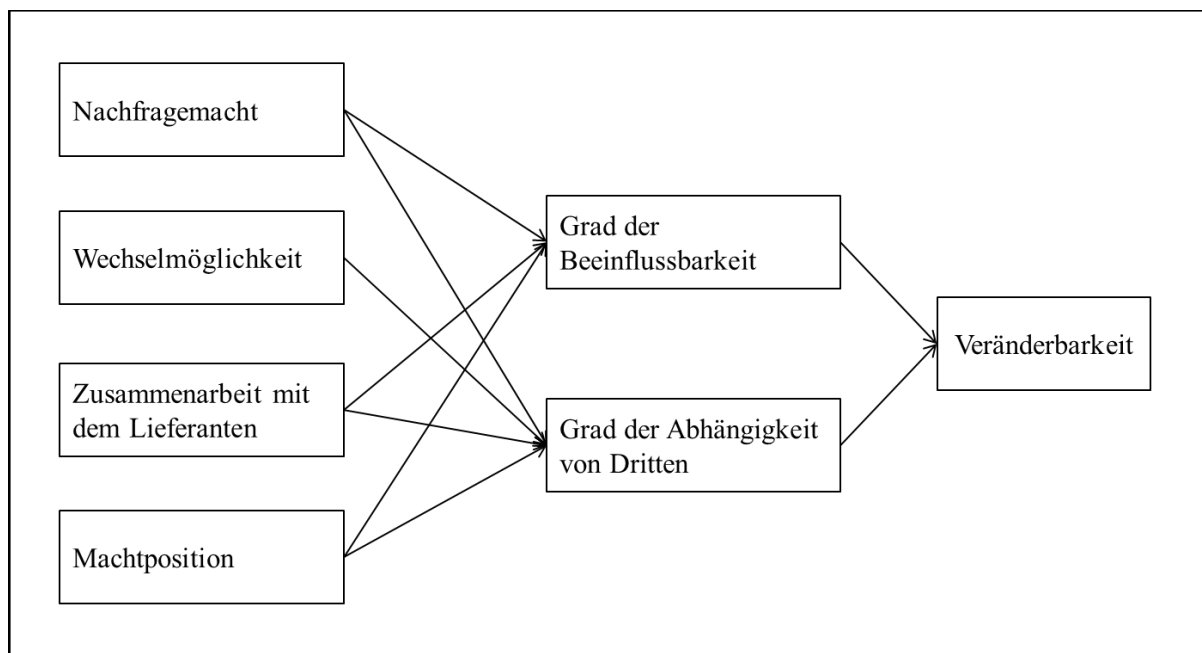 Nachfragemacht
Wechselmöglichkeit
Zusammenarbeit mit
dem Lieferanten
Machtposition
Grad der
Beeinflussbarkeit
Grad der Abhängigkeit
von Dritten
Veränderbarkeit